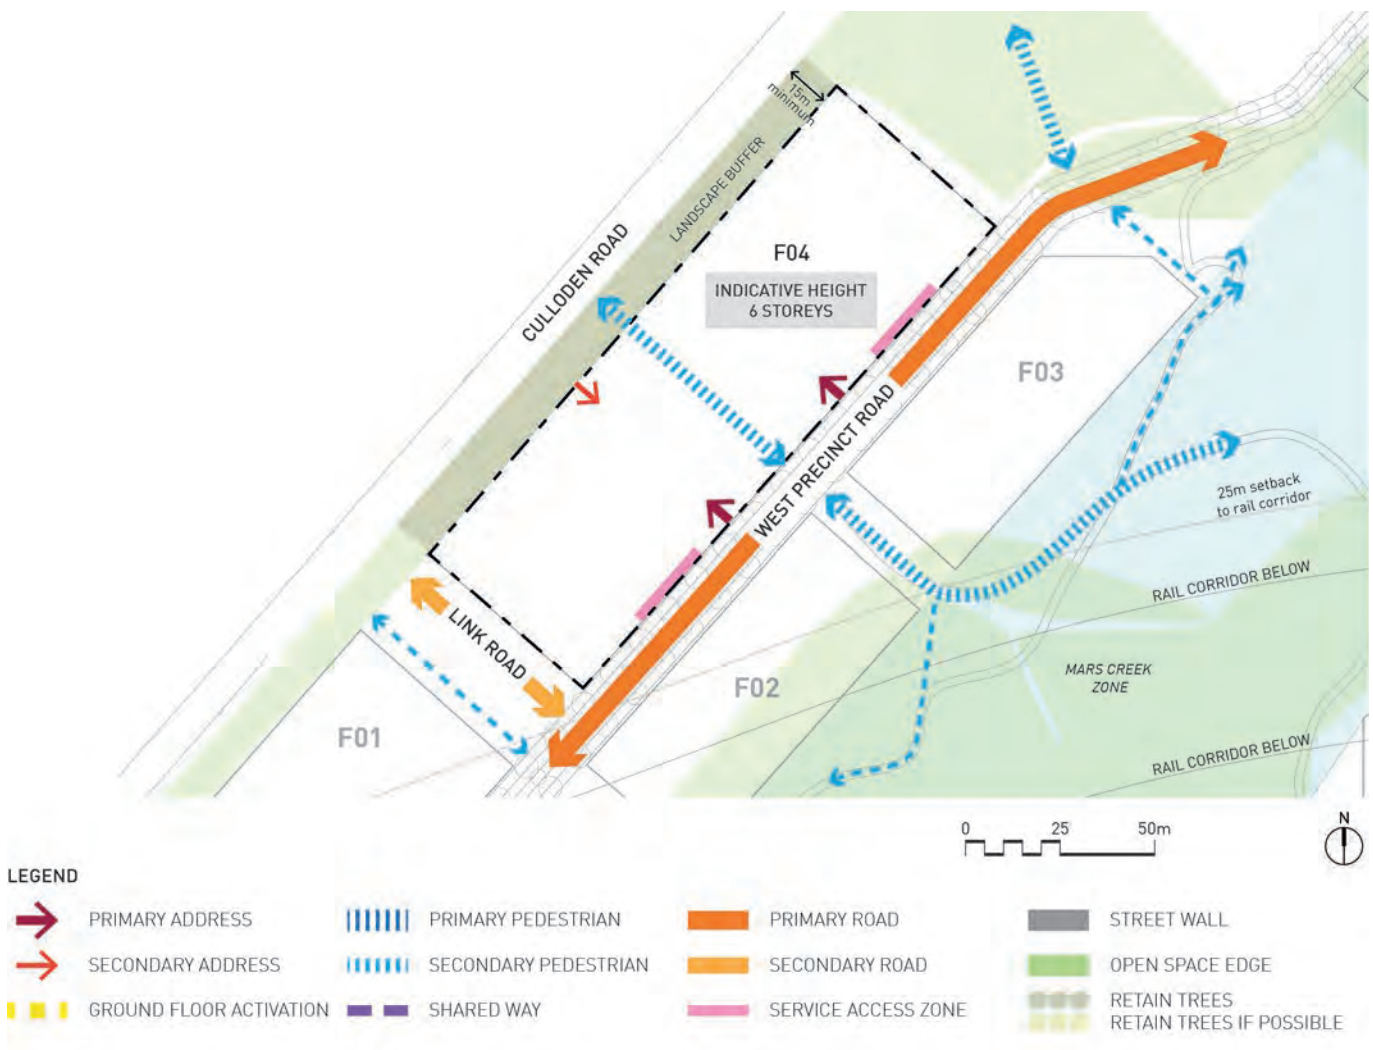 15m
minimum
LANDSCAPE BUFFER
CULLODEN ROAD
F04
INDICATIVE HEIGHT
6 STOREYS
F03
WEST PRECINCT ROAD
25m setback
to rail corridor
RAIL CORRIDOR BELOW
LINK ROAD
MARS CREEK
ZONE
F02
F01
RAIL CORRIDOR BELOW
0 25 50m
N
LEGEND
PRIMARY ADDRESS
SECONDARY ADDRESS
GROUND FLOOR ACTIVATION
PRIMARY PEDESTRIAN
SECONDARY PEDESTRIAN
SHARED WAY
PRIMARY ROAD
SECONDARY ROAD
SERVICE ACCESS ZONE
STREET WALL
OPEN SPACE EDGE
RETAIN TREES
RETAIN TREES IF POSSIBLE